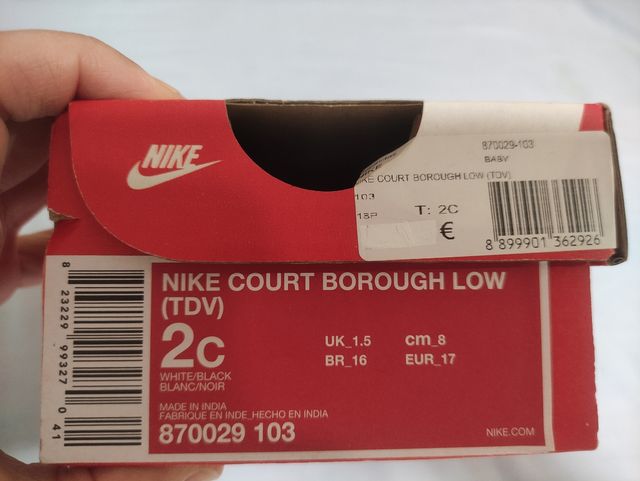 NIKE
870029-103
BABY
KE COURT BOROUGH LOW (TDV)
103
18P
T: 2C
€
8 899901 362926
NIKE COURT BOROUGH LOW
(TDV)
2C
UK_1.5
cm_8
BR_16
EUR_17
WHITE/BLACK
BLANC/NOIR
MADE IN INDIA
FABRIQUE EN INDE_HECHO EN INDIA
870029 103
NIKE.COM
8 23229 99327 0 41